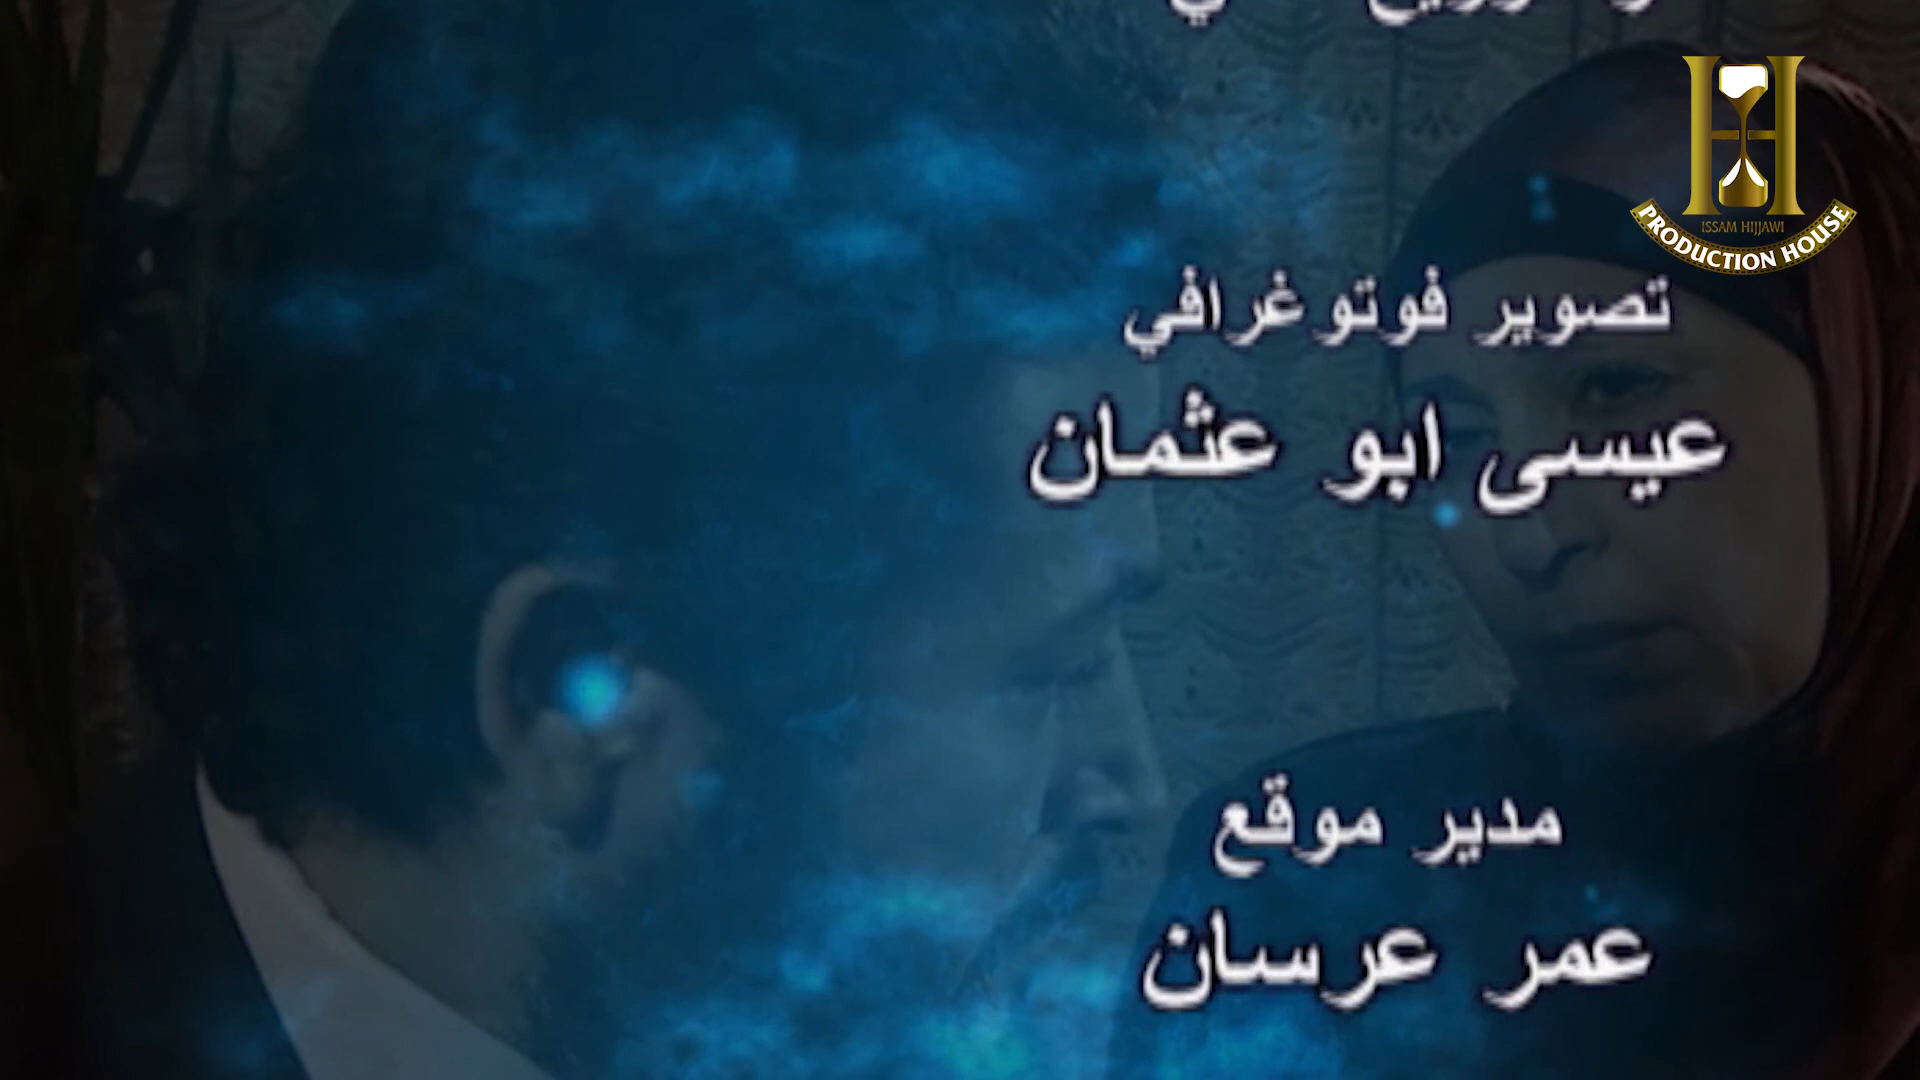 ISSAM HIJJAWI
PRODUCTION HOUSE
تصوير فوتوغرافي
عيسى ابو عثمان
مدير موقع
عمر عرسان